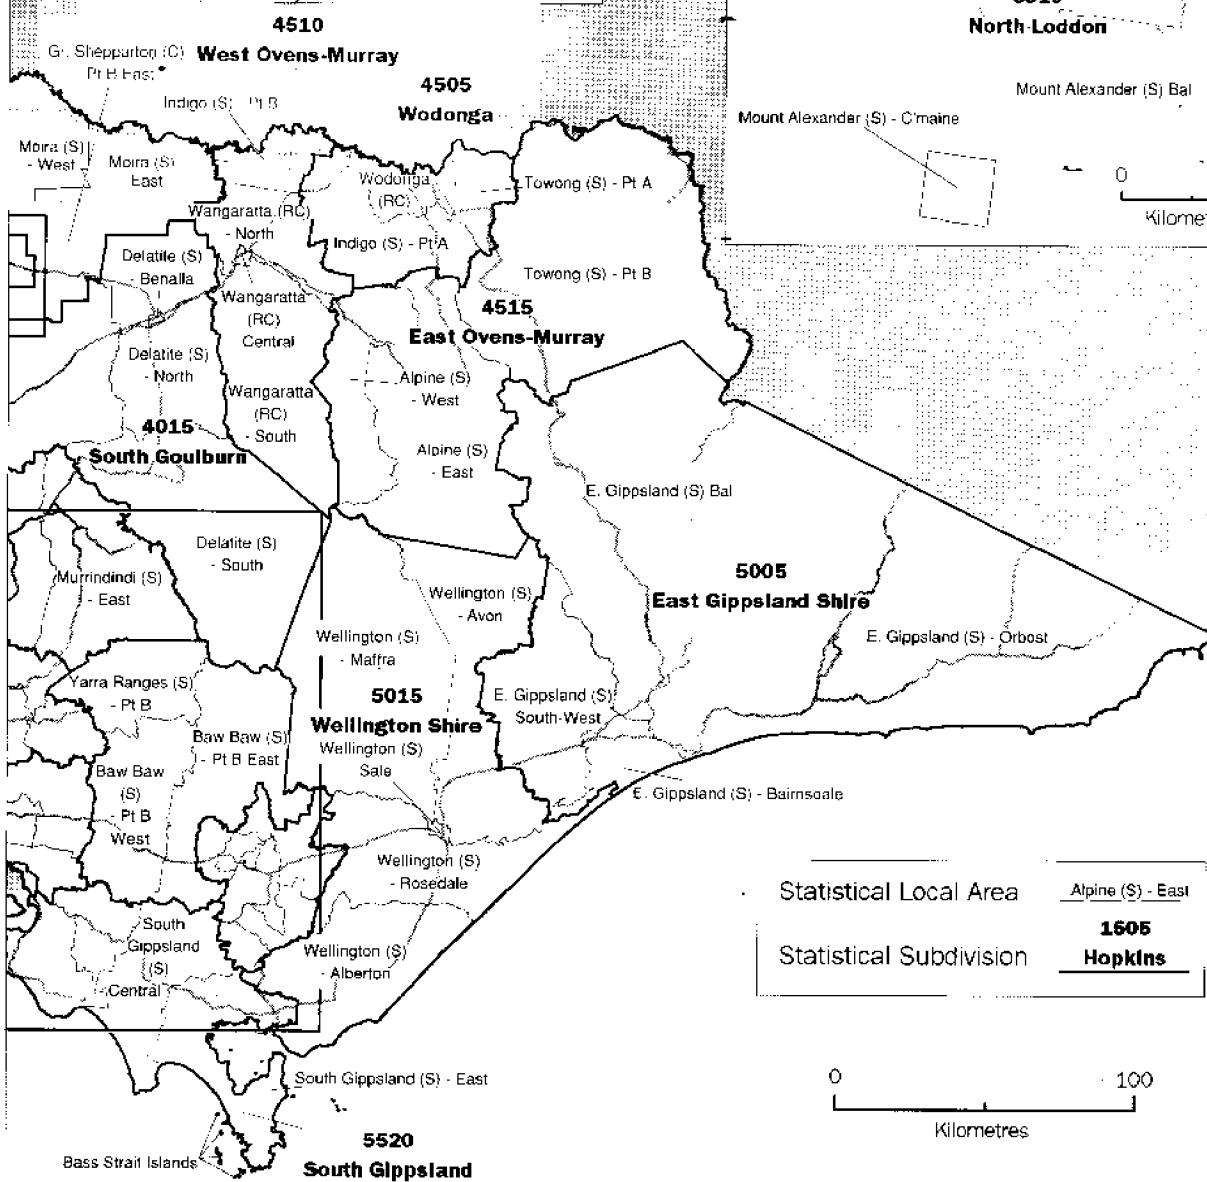 4510
West Ovens-Murray
Gr. Shepparton (C)
Pt B East
4505
Wodonga
Indigo (S) Pt B
Moira (S)
- West
Moira (S)
East
Wodonga
(RC)
Towong (S) - Pt A
Wangaratta (RC)
- North
Indigo (S) - Pt A
Delatite (S)
- Benalla
Towong (S) - Pt B
Wangaratta
(RC)
Central
4515
East Ovens-Murray
Delatite (S)
- North
Alpine (S)
- West
Wangaratta
(RC)
- South
4015
South Goulburn
Alpine (S)
- East
E. Gippsland (S) Bal
Delatite (S)
- South
Murrindindi (S)
- East
5005
East Gippsland Shire
Wellington (S)
- Avon
Wellington (S)
- Maffra
E. Gippsland (S) - Orbost
Yarra Ranges (S)
- Pt B
5015
Wellington Shire
E. Gippsland (S)
South-West
Baw Baw (S)
- Pt B East
Wellington (S)
Sale
Baw Baw
(S)
- Pt B
West
E. Gippsland (S) - Bairnsdale
Wellington (S)
- Rosedale
South
Gippsland
(S)
- Central
Wellington (S)
- Alberton
South Gippsland (S) - East
5520
South Gippsland
Bass Strait Islands
North Loddon
Mount Alexander (S) Bal
Mount Alexander (S) - C'maine
0
Kilomet
Statistical Local Area
Alpine (S) - East
Statistical Subdivision
1605
Hopkins
0 100
Kilometres